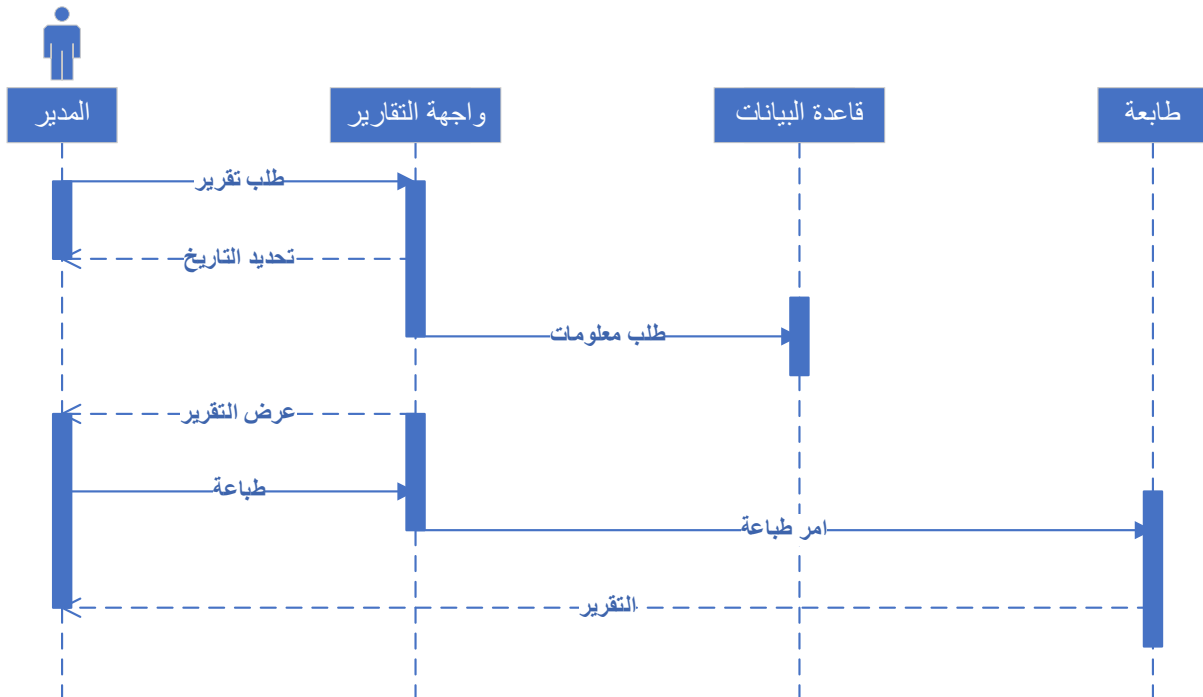 المدير
واجهة التقارير
قاعدة البيانات
طابعة
طلب تقرير
تحديد التاريخ
طلب معلومات
عرض التقرير
طباعة
امر طباعة
التقرير